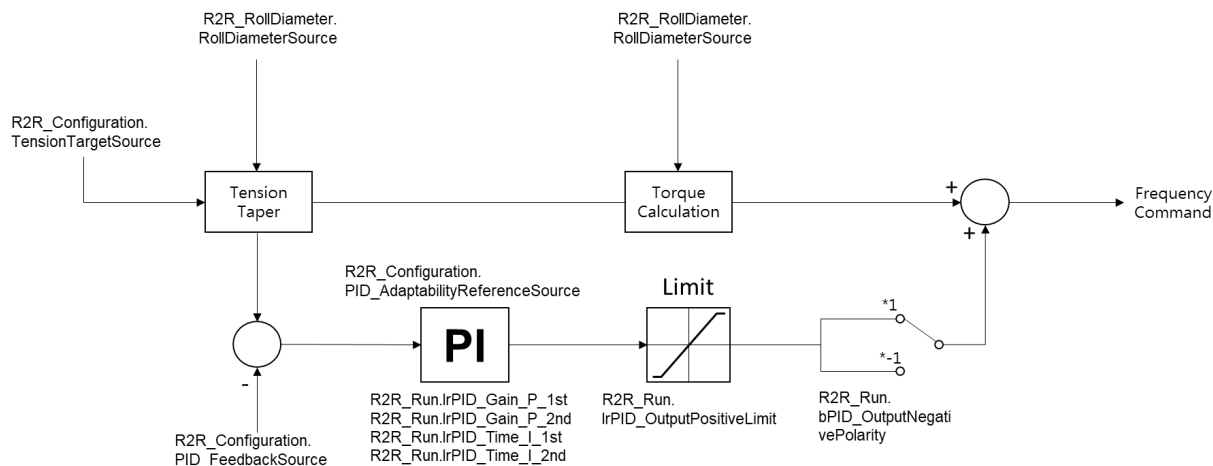 R2R_RollDiameter.
RollDiameterSource
R2R_RollDiameter.
RollDiameterSource
R2R_Configuration.
TensionTargetSource
Tension
Taper
Torque
Calculation
+
+
Frequency
Command
R2R_Configuration.
PID_AdaptabilityReferenceSource
Limit
PI
*1
*-1
-
R2R_Run.lrPID_Gain_P_1st
R2R_Run.lrPID_Gain_P_2nd
R2R_Run.lrPID_Time_I_1st
R2R_Run.lrPID_Time_I_2nd
R2R_Run.
lrPID_OutputPositiveLimit
R2R_Run.
bPID_OutputNegati
vePolarity
R2R_Configuration.
PID_FeedbackSource